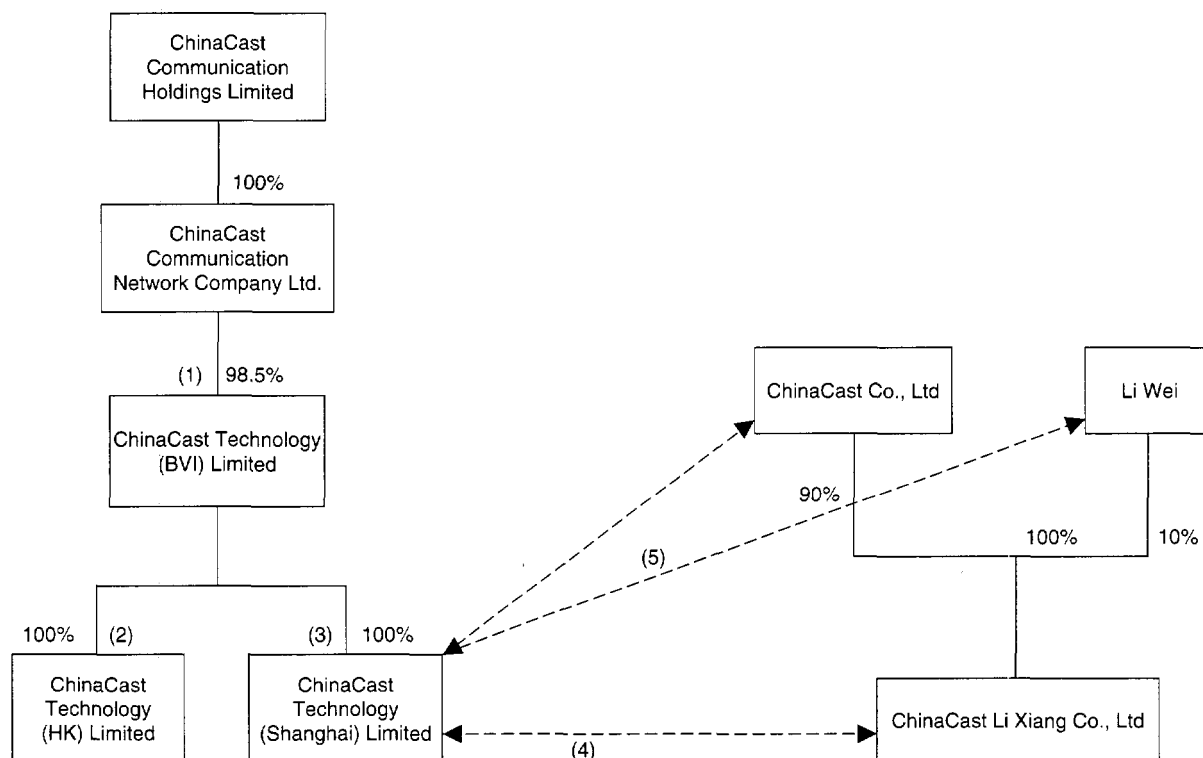 ChinaCast
Communication
Holdings Limited
100%
ChinaCast
Communication
Network Company Ltd.
(1) 98.5%
ChinaCast Technology
(BVI) Limited
100% (2)
ChinaCast
Technology
(HK) Limited
(3) 100%
ChinaCast
Technology
(Shanghai) Limited
ChinaCast Co., Ltd
Li Wei
90%
100%
10%
(5)
(4)
ChinaCast Li Xiang Co., Ltd